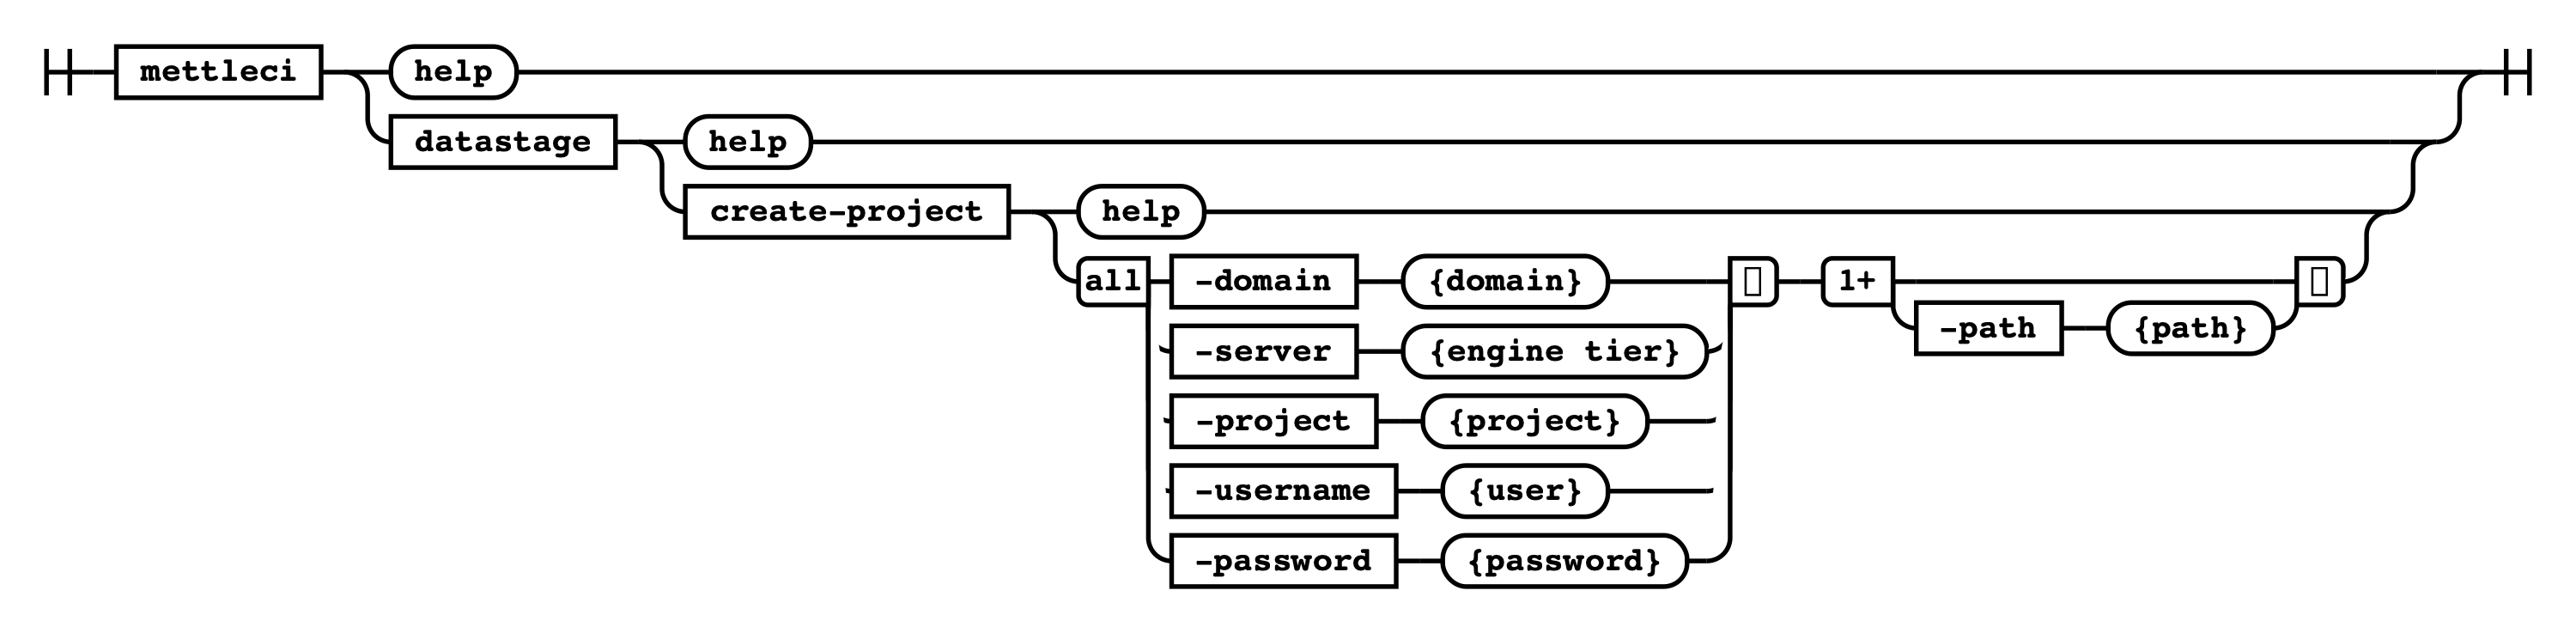 mettleci help
datastage help
create-project help
all -domain {domain} 1+
-path {path}
-server {engine tier}
-project {project}
-username {user}
-password {password}